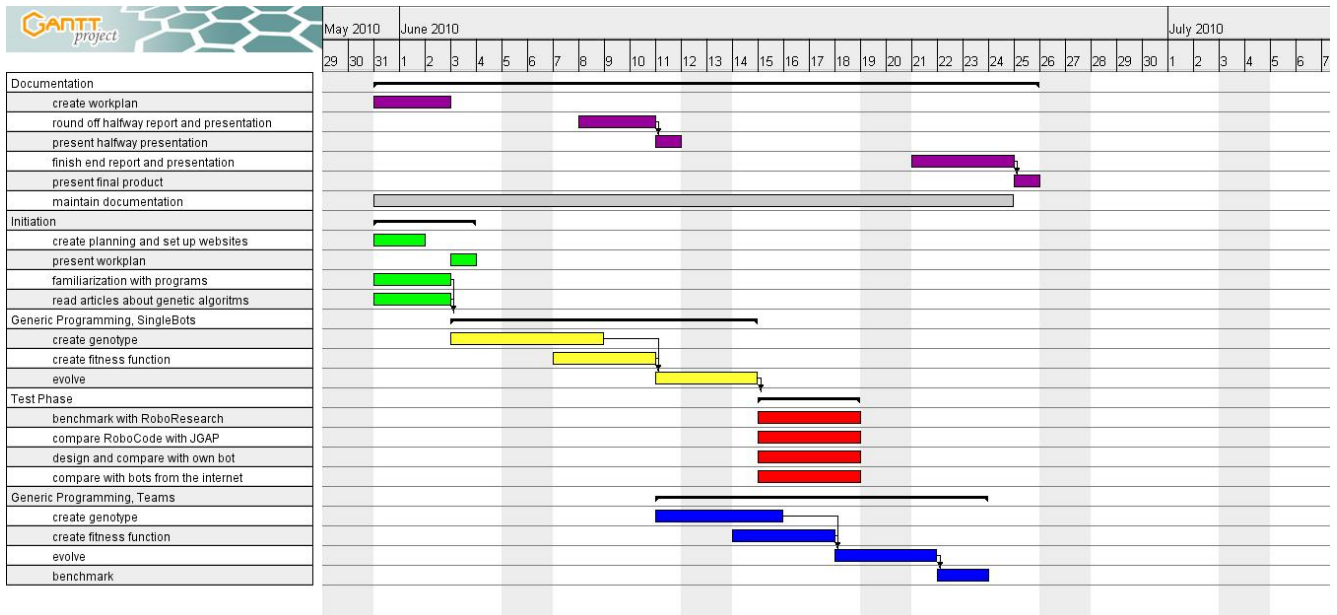 GANTT
project
May 2010 June 2010 July 2010
29 30 31 1 2 3 4 5 6 7 8 9 10 11 12 13 14 15 16 17 18 19 20 21 22 23 24 25 26 27 28 29 30 1 2 3 4 5 6 7
Documentation
create workplan
round off halfway report and presentation
present halfway presentation
finish end report and presentation
present final product
maintain documentation
Initiation
create planning and set up websites
present workplan
familiarization with programs
read articles about genetic algoritms
Generic Programming, SingleBots
create genotype
create fitness function
evolve
Test Phase
benchmark with RoboResearch
compare RoboCode with JGAP
design and compare with own bot
compare with bots from the internet
Generic Programming, Teams
create genotype
create fitness function
evolve
benchmark